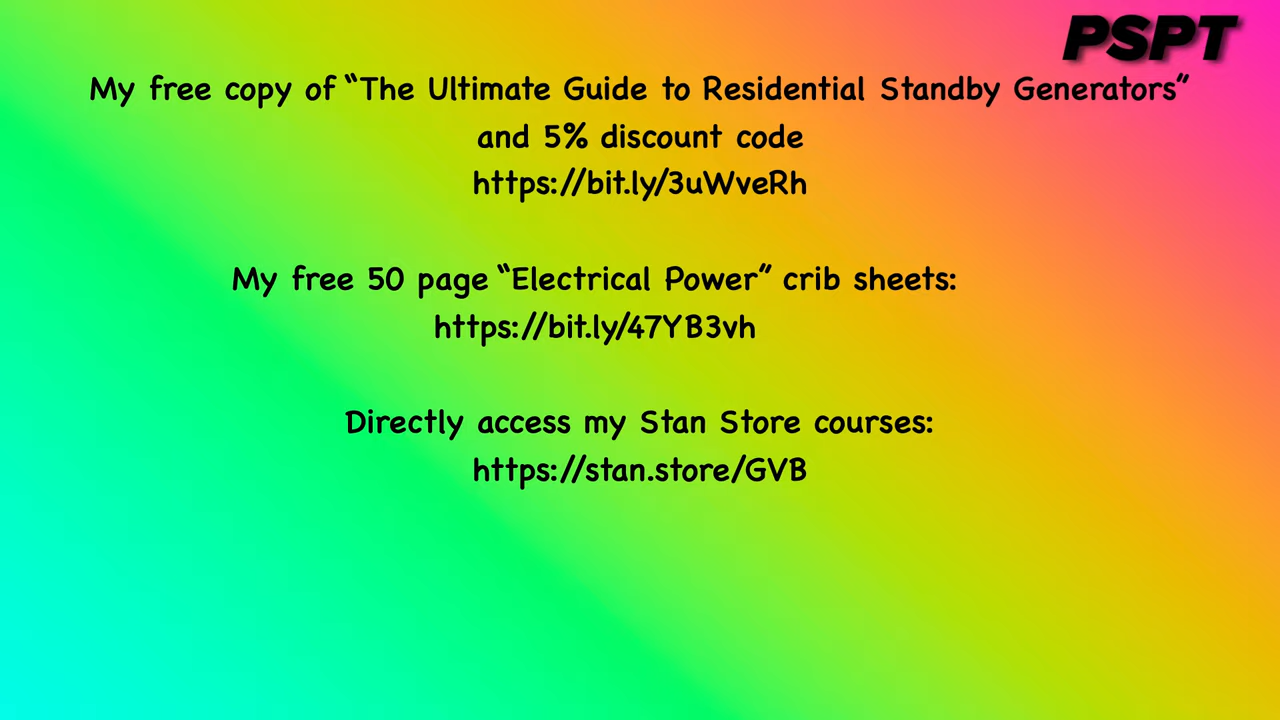 PSPT
My free copy of “The Ultimate Guide to Residential Standby Generators”
and 5% discount code
https://bit.ly/3uWveRh
My free 50 page “Electrical Power” crib sheets:
https://bit.ly/47YB3vh
Directly access my Stan Store courses:
https://stan.store/GVB